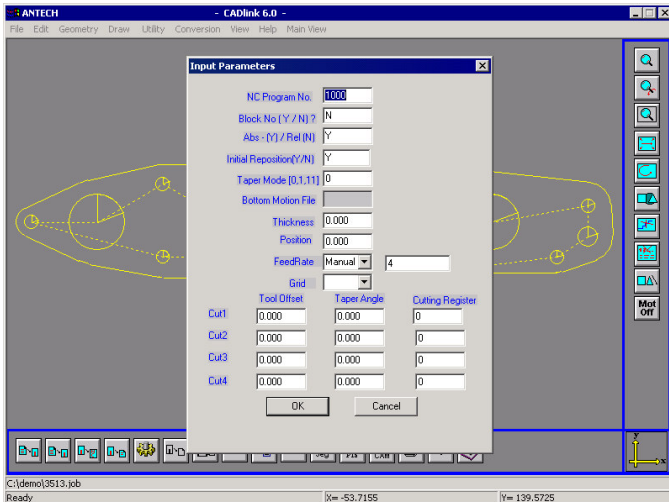 ANTECH - CADlink 6.0 -
File Edit Geometry Draw Utility Conversion View Help Main View
Input Parameters
NC Program No. 1000
Block No ( Y / N) ? N
Abs - (Y) / Rel (N) Y
Initial Reposition(Y/N) Y
Taper Mode [0,1,11] 0
Bottom Motion File
Thickness 0.000
Position 0.000
FeedRate Manual 4
Grid
Tool Offset Taper Angle Cutting Register
Cut1 0.000 0.000 0
Cut2 0.000 0.000 0
Cut3 0.000 0.000 0
Cut4 0.000 0.000 0
OK Cancel
Mot
Off
y
x
C:\demo\3513.job
Ready X= -53.7155 Y= 139.5725